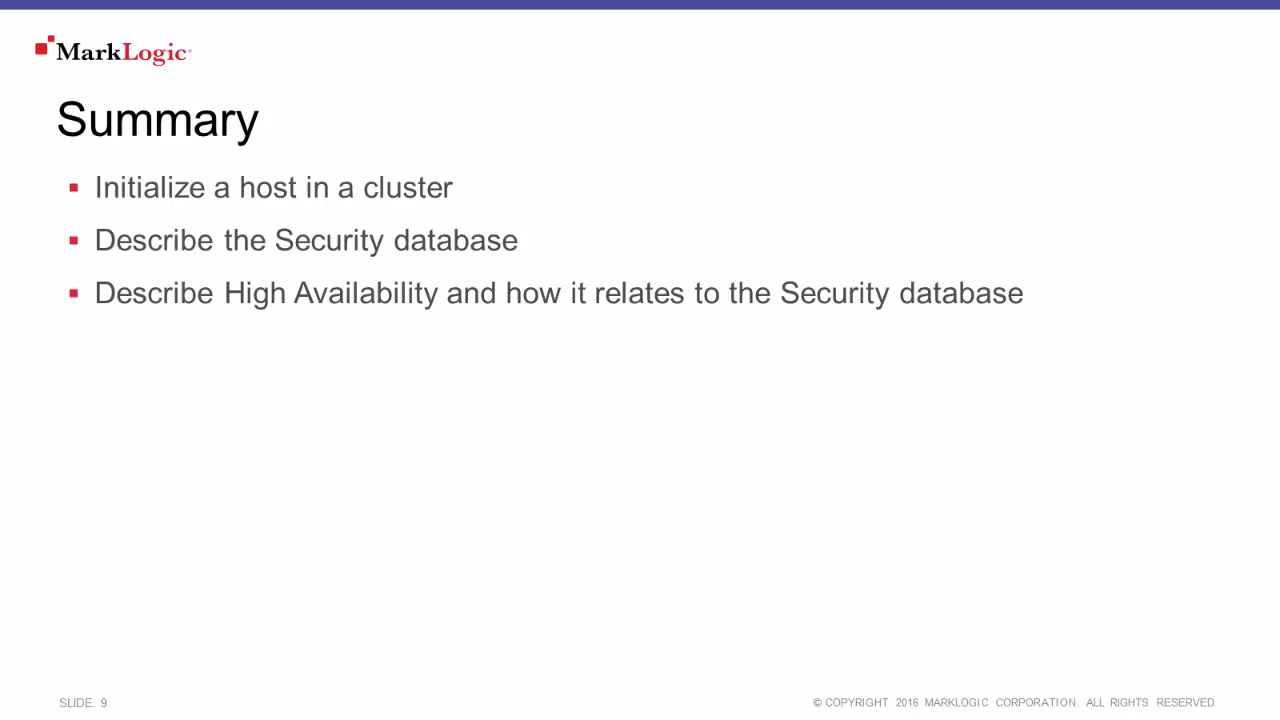 MarkLogic
Summary
Initialize a host in a cluster
Describe the Security database
Describe High Availability and how it relates to the Security database
SLIDE: 9
© COPYRIGHT 2016 MARKLOGIC CORPORATION. ALL RIGHTS RESERVED.